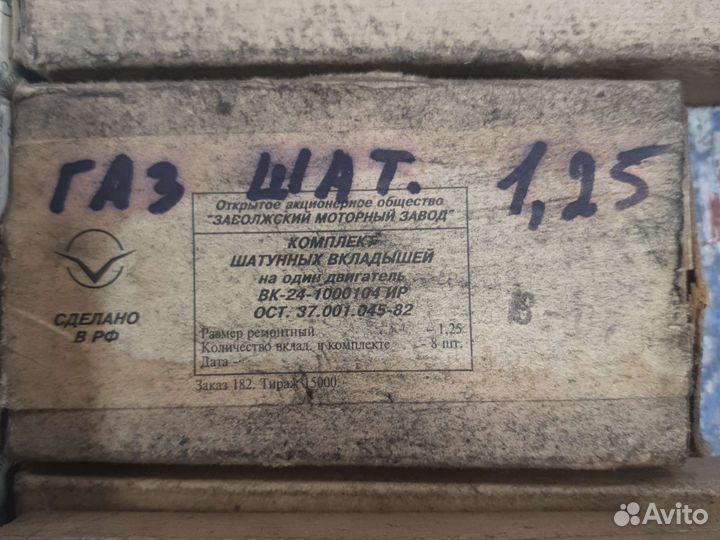 ГАЗ ШАТ. 1,25
Открытое акционерное общество
"ЗАВОЛЖСКИЙ МОТОРНЫЙ ЗАВОД"
КОМПЛЕКТ
ШАТУННЫХ ВКЛАДЫШЕЙ
на один двигатель
ВК-24-1000104 ИР
ОСТ. 37.001.045-82
Размер ремонтный – 1,25
Количество вклад. в комплекте – 8 шт.
Дата –
Заказ 182. Тираж 15000.
СДЕЛАНО
В РФ
В
Avito